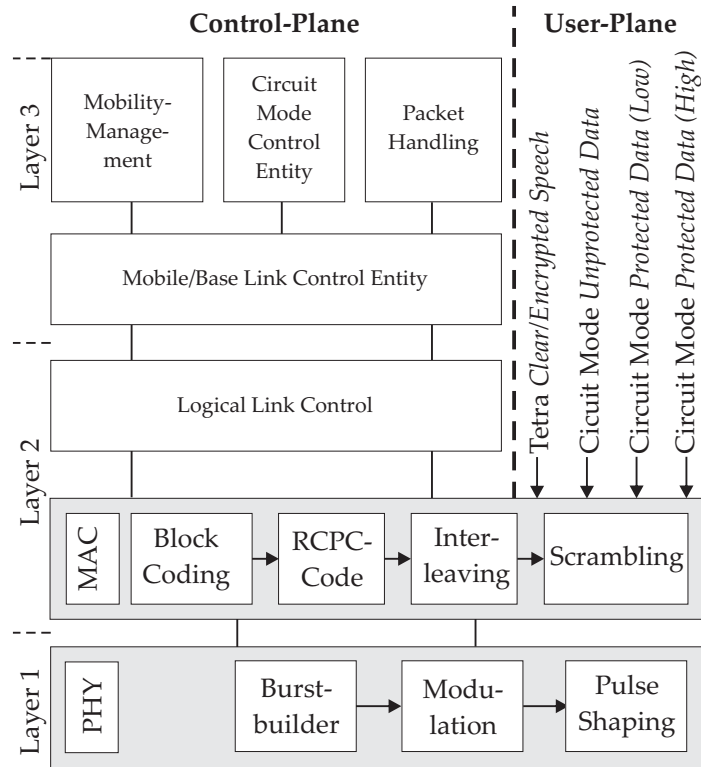 Control-Plane
User-Plane
Layer 3
Mobility-
Manage-
ment
Circuit
Mode
Control
Entity
Packet
Handling
Mobile/Base Link Control Entity
Layer 2
Logical Link Control
Tetra Clear/Encrypted Speech
Cicuit Mode Unprotected Data
Circuit Mode Protected Data (Low)
Circuit Mode Protected Data (High)
MAC
Block
Coding
RCPC-
Code
Inter-
leaving
Scrambling
Layer 1
PHY
Burst-
builder
Modu-
lation
Pulse
Shaping